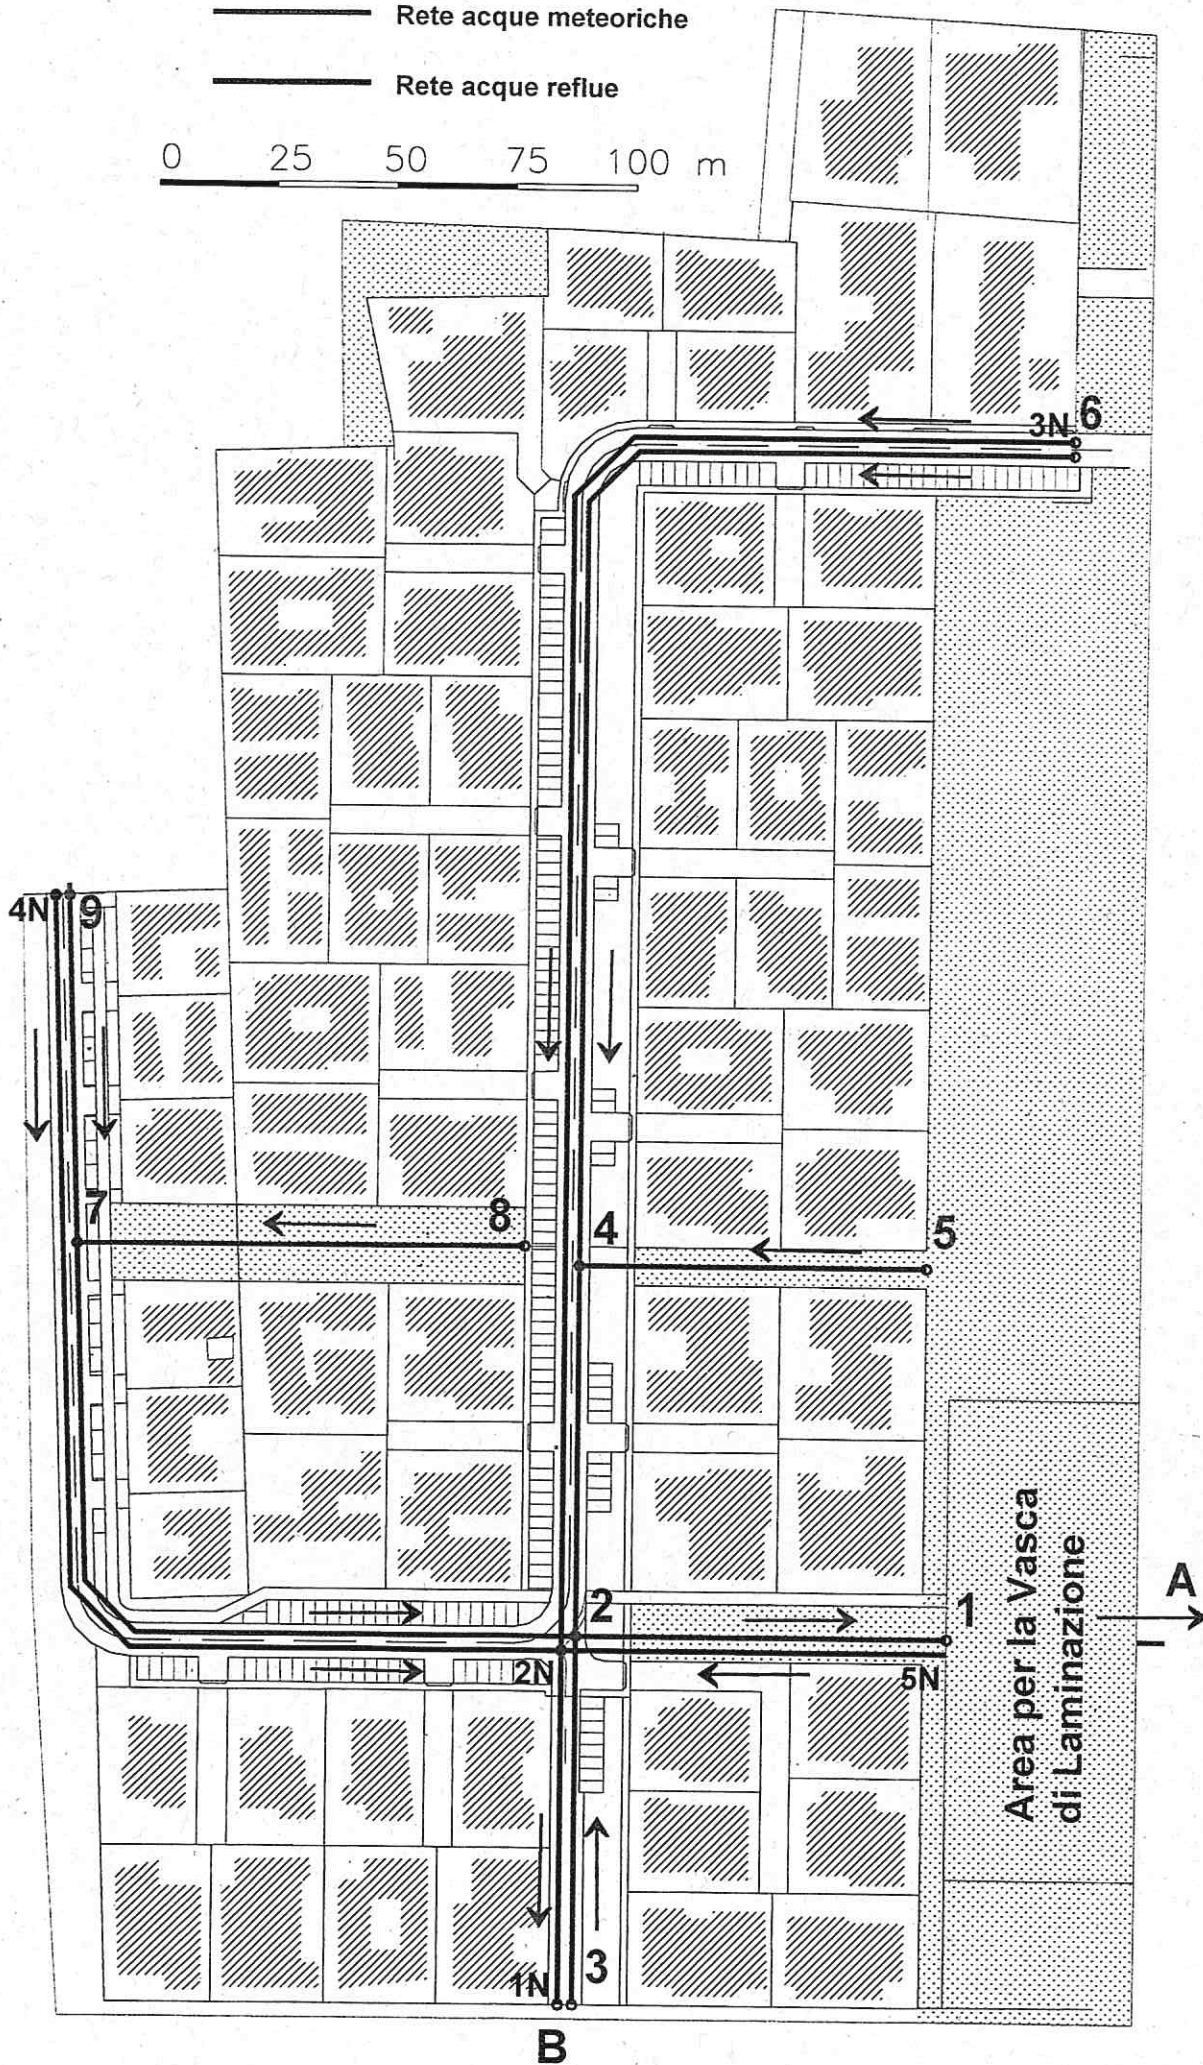 Rete acque meteoriche
Rete acque reflue
0 25 50 75 100 m
3N 6
4N 9
7 8 4 5
2 1 A
2N 5N
Area per la Vasca
di Laminazione
1N 3
B